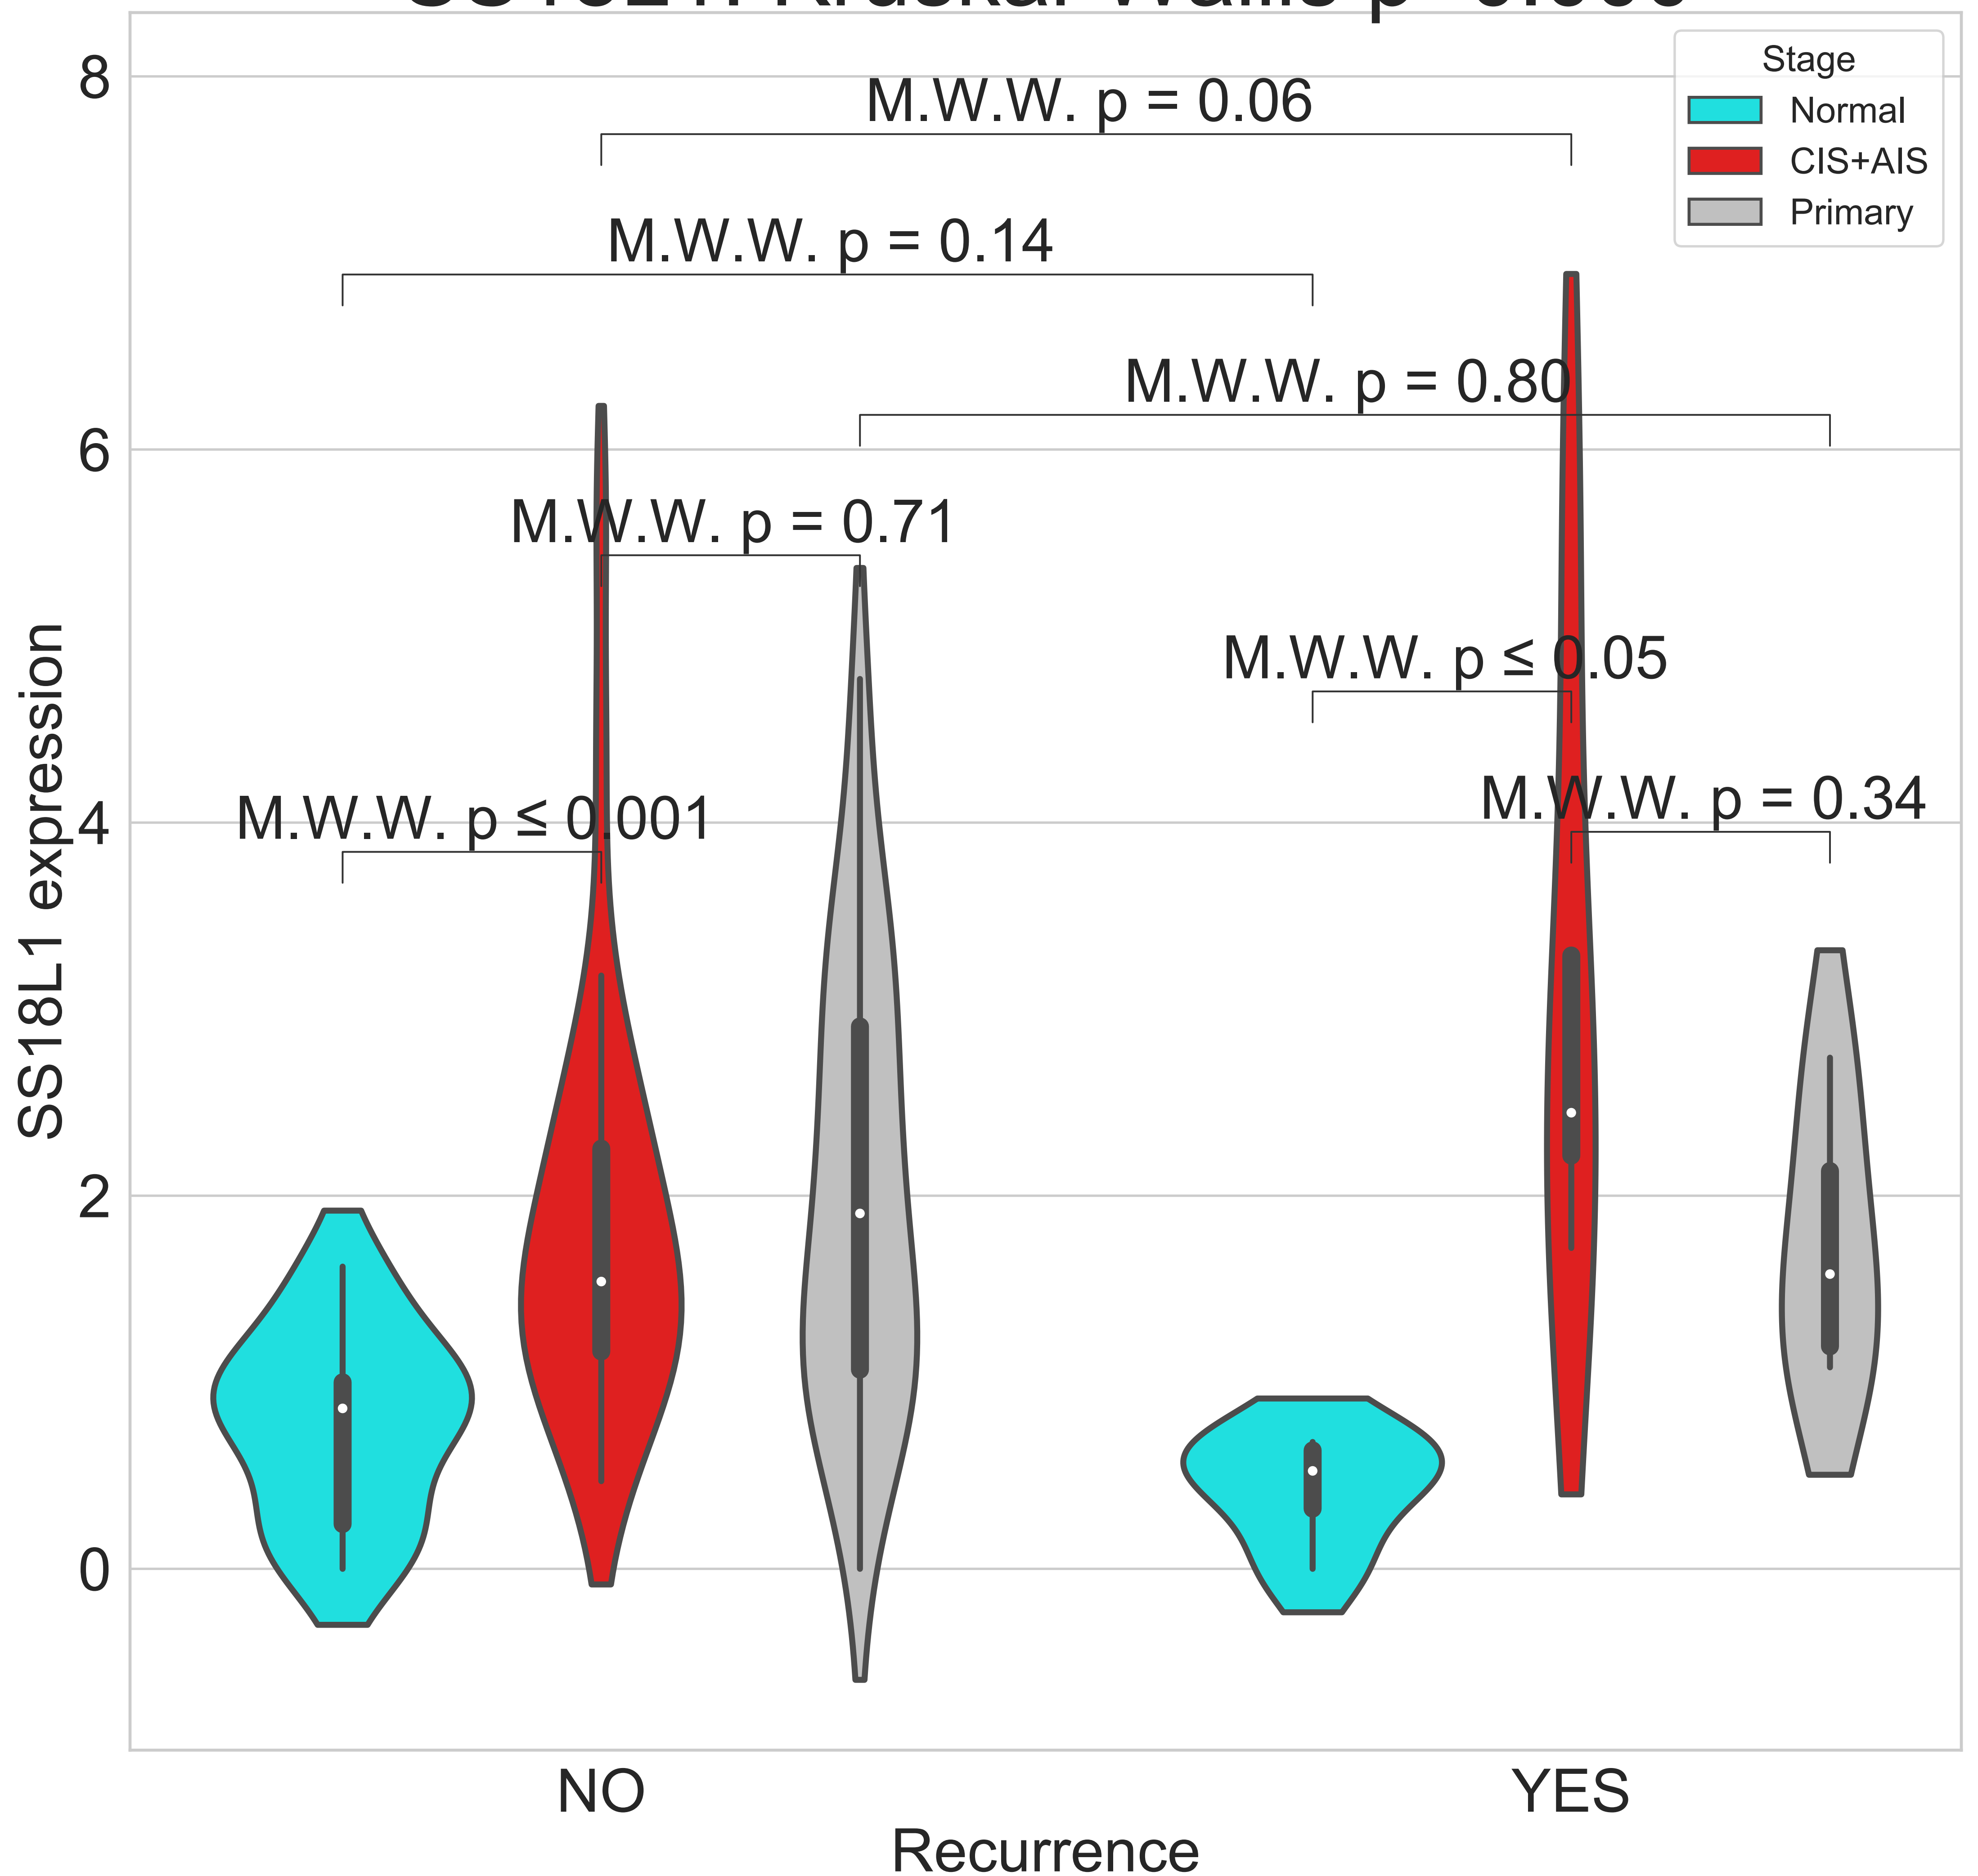 8
6
4
2
0
SS18L1 expression
M.W.W. p = 0.06
M.W.W. p = 0.14
M.W.W. p = 0.80
M.W.W. p = 0.71
M.W.W. p ≤ 0.05
M.W.W. p = 0.34
M.W.W. p ≤ 0.001
Stage
Normal
CIS+AIS
Primary
NO
YES
Recurrence